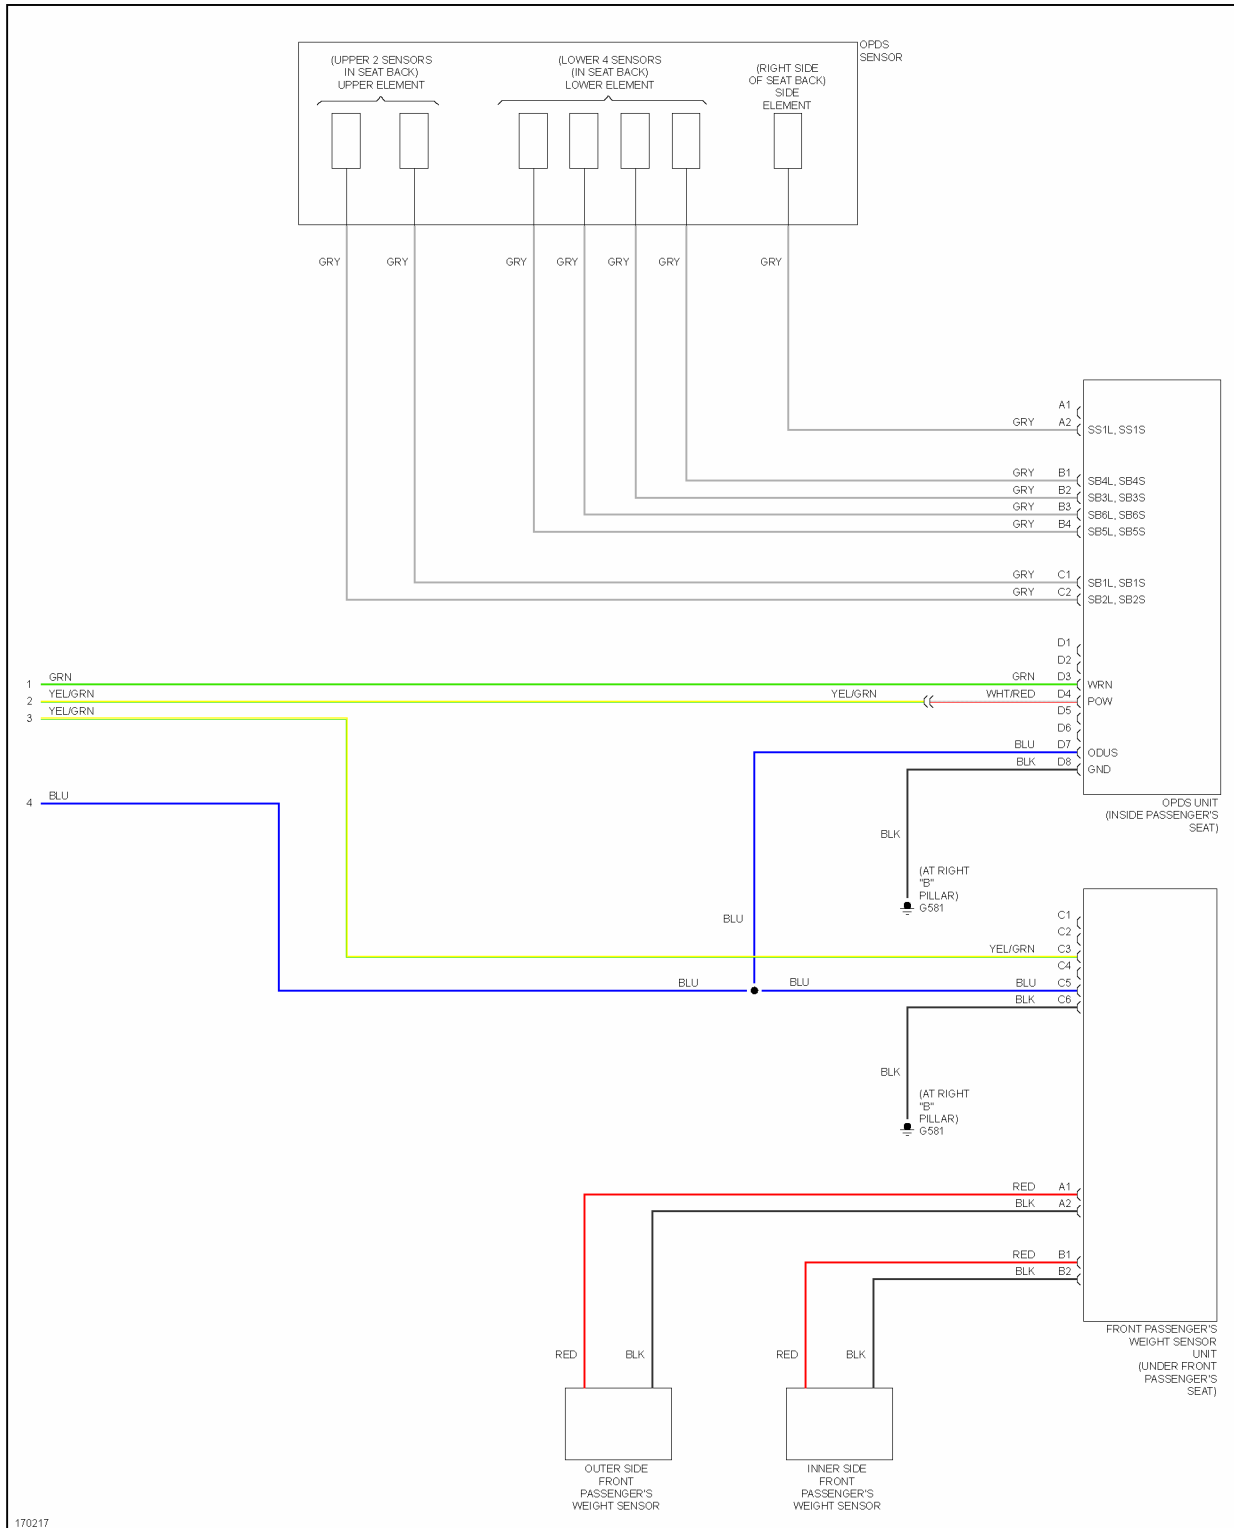 OPDS
SENSOR
(UPPER 2 SENSORS
IN SEAT BACK)
UPPER ELEMENT
(LOWER 4 SENSORS
(IN SEAT BACK)
LOWER ELEMENT
(RIGHT SIDE
OF SEAT BACK)
SIDE
ELEMENT
GRY GRY GRY GRY GRY GRY GRY
A1
GRY A2 SS1L, SS1S
GRY B1 SB4L, SB4S
GRY B2 SB3L, SB3S
GRY B3 SB6L, SB6S
GRY B4 SB5L, SB5S
GRY C1 SB1L, SB1S
GRY C2 SB2L, SB2S
D1
D2
1 GRN GRN D3 WRN
2 YEL/GRN YEL/GRN WHT/RED D4 POW
3 YEL/GRN D5
D6
BLU D7 ODUS
BLK D8 GND
4 BLU
OPDS UNIT
(INSIDE PASSENGER'S
SEAT)
BLK
(AT RIGHT
"B"
PILLAR)
G581
BLU
C1
C2
YEL/GRN C3
C4
BLU BLU BLU C5
BLK C6
BLK
(AT RIGHT
"B"
PILLAR)
G581
RED A1
BLK A2
RED B1
BLK B2
FRONT PASSENGER'S
WEIGHT SENSOR
UNIT
(UNDER FRONT
PASSENGER'S
SEAT)
RED BLK RED BLK
OUTER SIDE
FRONT
PASSENGER'S
WEIGHT SENSOR
INNER SIDE
FRONT
PASSENGER'S
WEIGHT SENSOR
170217